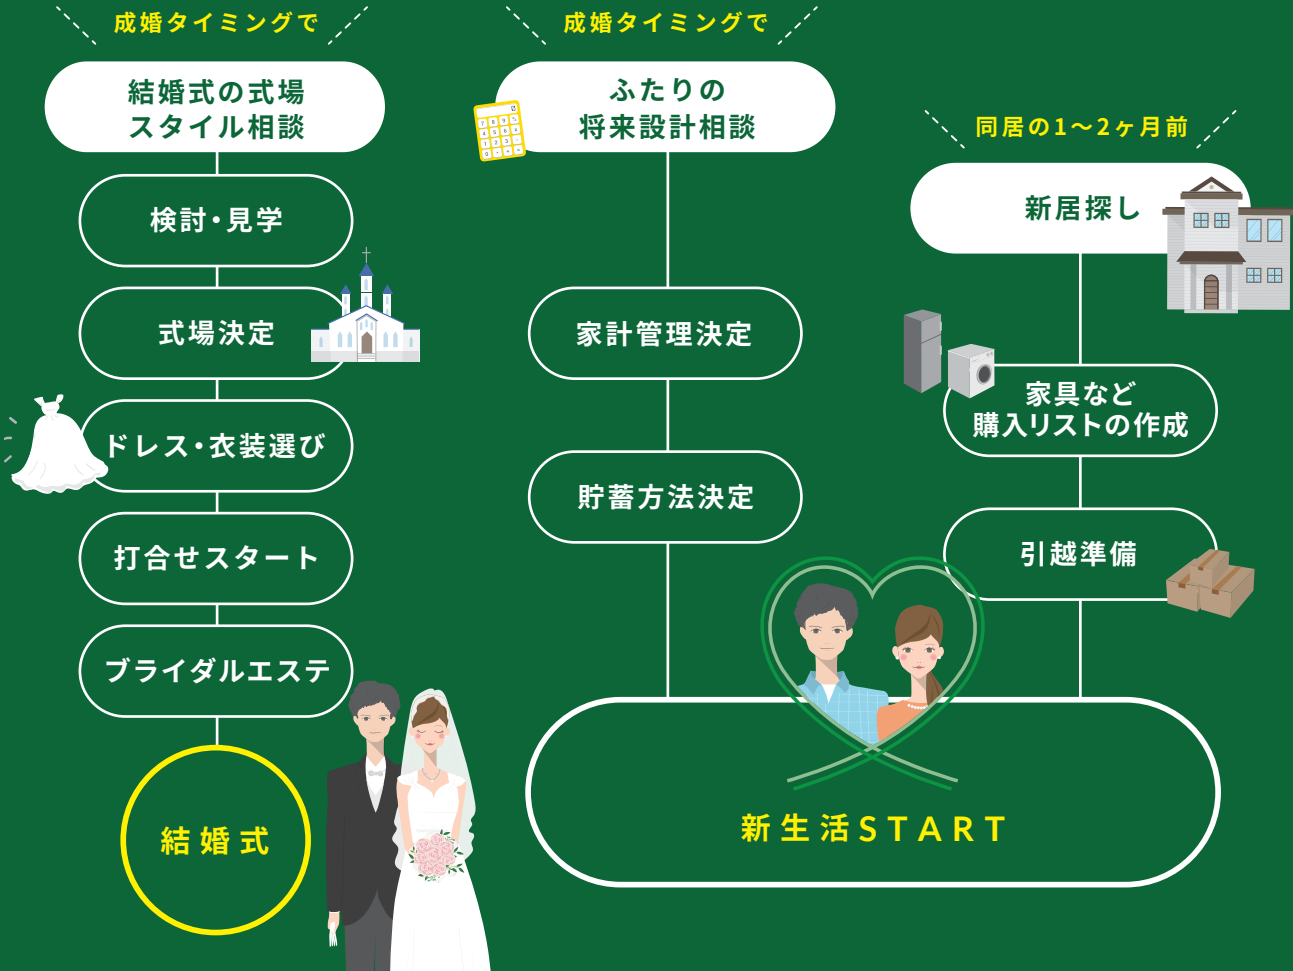 成婚タイミングで
結婚式の式場
スタイル相談
検討・見学
式場決定
ドレス・衣装選び
打合せスタート
ブライダルエステ
結婚式
成婚タイミングで
ふたりの
将来設計相談
家計管理決定
貯蓄方法決定
同居の1〜2ヶ月前
新居探し
家具など
購入リストの作成
引越準備
新生活START